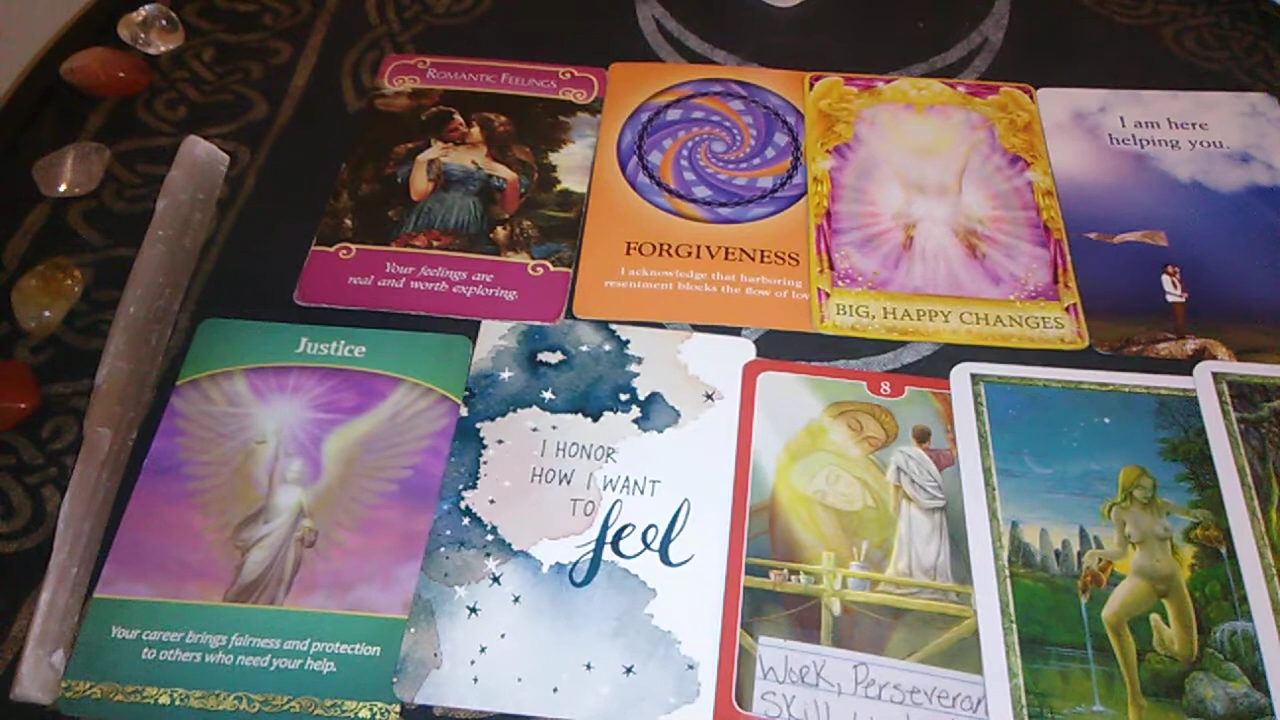 ROMANTIC FEELINGS
Your feelings are
real and worth exploring.
FORGIVENESS
I acknowledge that harboring
resentment blocks the flow of
BIG, HAPPY CHANGES
I am here
helping you.
Justice
Your career brings fairness and protection
to others who need your help.
I HONOR
HOW I WANT
TO feel
8
WORK, Perseveran
Skill,